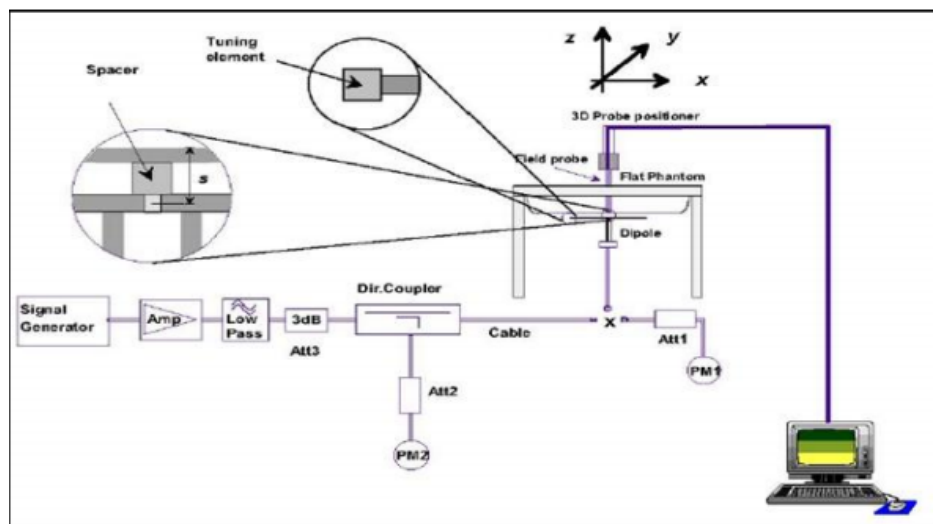 Tuning
element
Spacer
s
z
y
x
3D Probe positioner
Field probe
Flat Phantom
Dipole
Signal
Generator
Amp
Low
Pass
3dB
Att3
Dir.Coupler
Cable
X
Att1
PM1
Att2
PM2